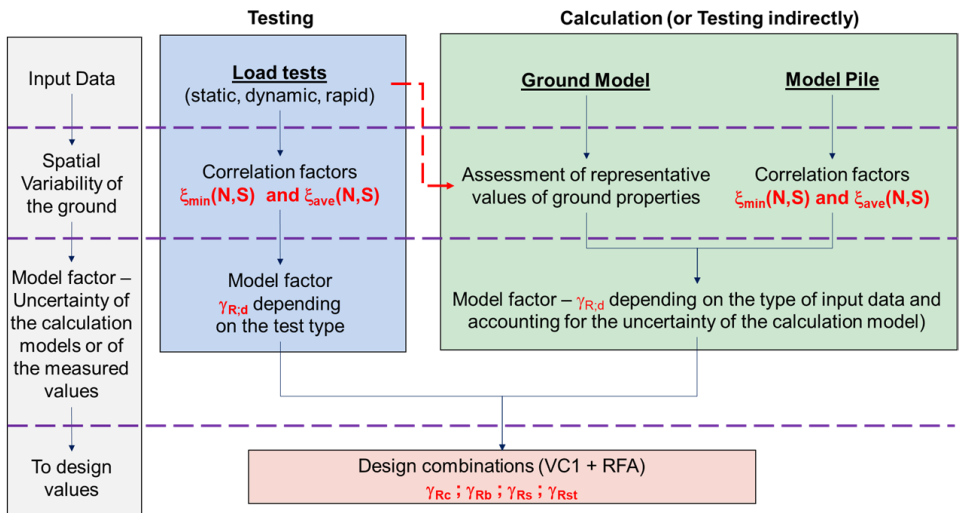 Testing
Calculation (or Testing indirectly)
Input Data
Spatial
Variability of
the ground
Model factor –
Uncertainty of
the calculation
models or of
the measured
values
To design
values
Load tests
(static, dynamic, rapid)
Correlation factors
ξmin(N,S) and ξave(N,S)
Model factor
γR;d depending
on the test type
Ground Model
Assessment of representative
values of ground properties
Model Pile
Correlation factors
ξmin(N,S) and ξave(N,S)
Model factor – γR;d depending on the type of input data and
accounting for the uncertainty of the calculation model)
Design combinations (VC1 + RFA)
γRc ; γRb ; γRs ; γRst